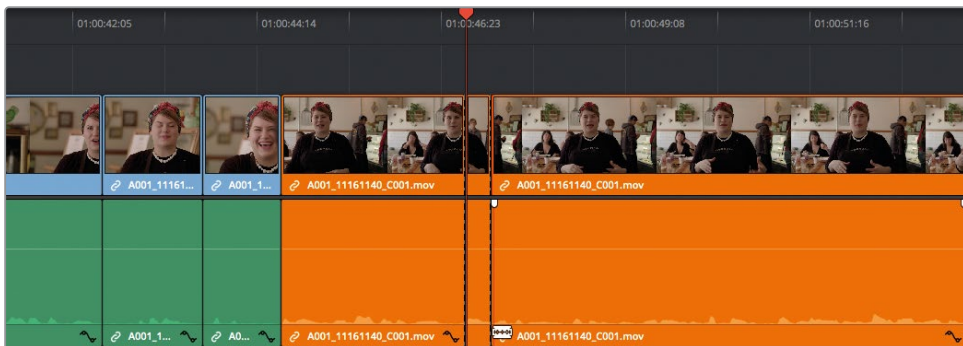 01:00:42:05
01:00:44:14
01:00:46:23
01:00:49:08
01:00:51:16
A001_11161...
A001_1...
A001_11161140_C001.mov
A001_11161140_C001.mov
A001_1...
A0...
A001_11161140_C001.mov
A001_11161140_C001.mov